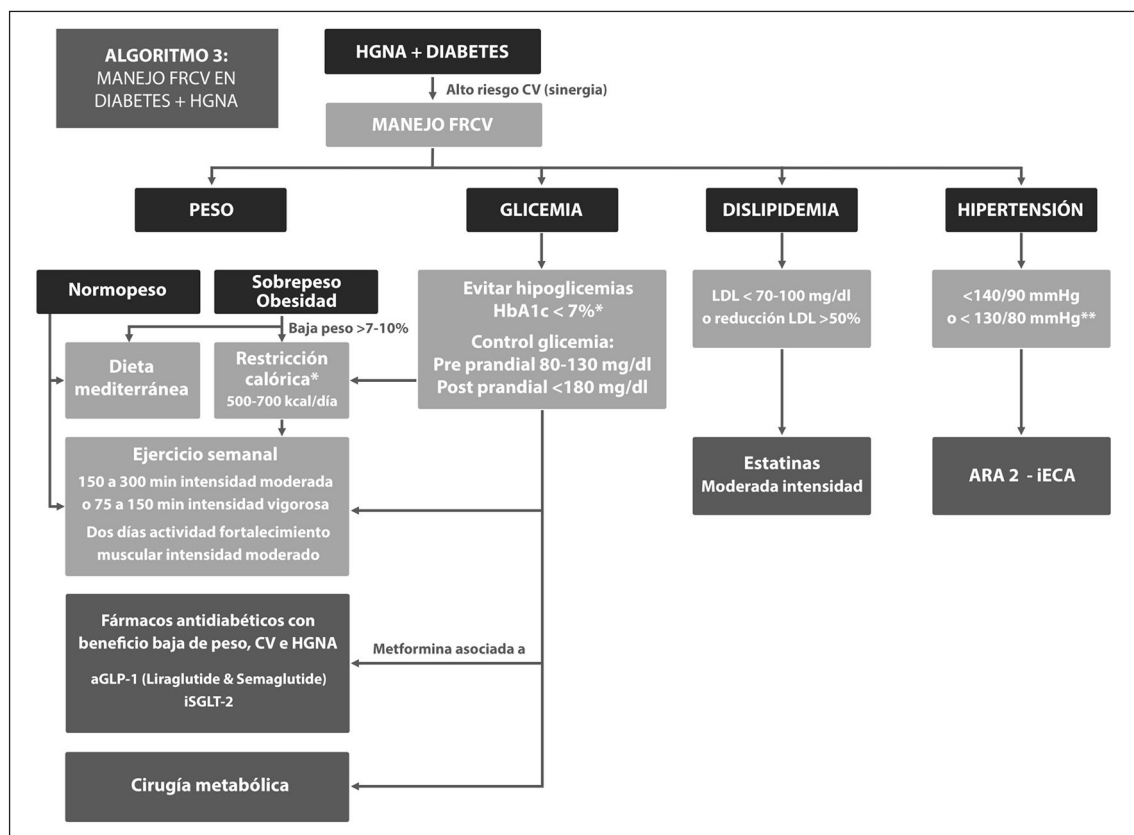 ALGORITMO 3:
MANEJO FRCV EN
DIABETES + HGNA
HGNA + DIABETES
Alto riesgo CV (sinergia)
MANEJO FRCV
PESO
GLICEMIA
DISLIPIDEMIA
HIPERTENSIÓN
Normopeso
Sobrepeso
Obesidad
Baja peso >7-10%
Dieta
mediterránea
Restricción
calórica*
500-700 kcal/día
Evitar hipoglicemias
HbA1c < 7%*
Control glicemia:
Pre prandial 80-130 mg/dl
Post prandial <180 mg/dl
LDL < 70-100 mg/dl
o reducción LDL >50%
<140/90 mmHg
o < 130/80 mmHg**
Ejercicio semanal
150 a 300 min intensidad moderada
o 75 a 150 min intensidad vigorosa
Dos días actividad fortalecimiento
muscular intensidad moderado
Estatinas
Moderada intensidad
ARA 2 - iECA
Fármacos antidiabéticos con
beneficio baja de peso, CV e HGNA
aGLP-1 (Liraglutide & Semaglutide)
iSGLT-2
Metformina asociada a
Cirugía metabólica